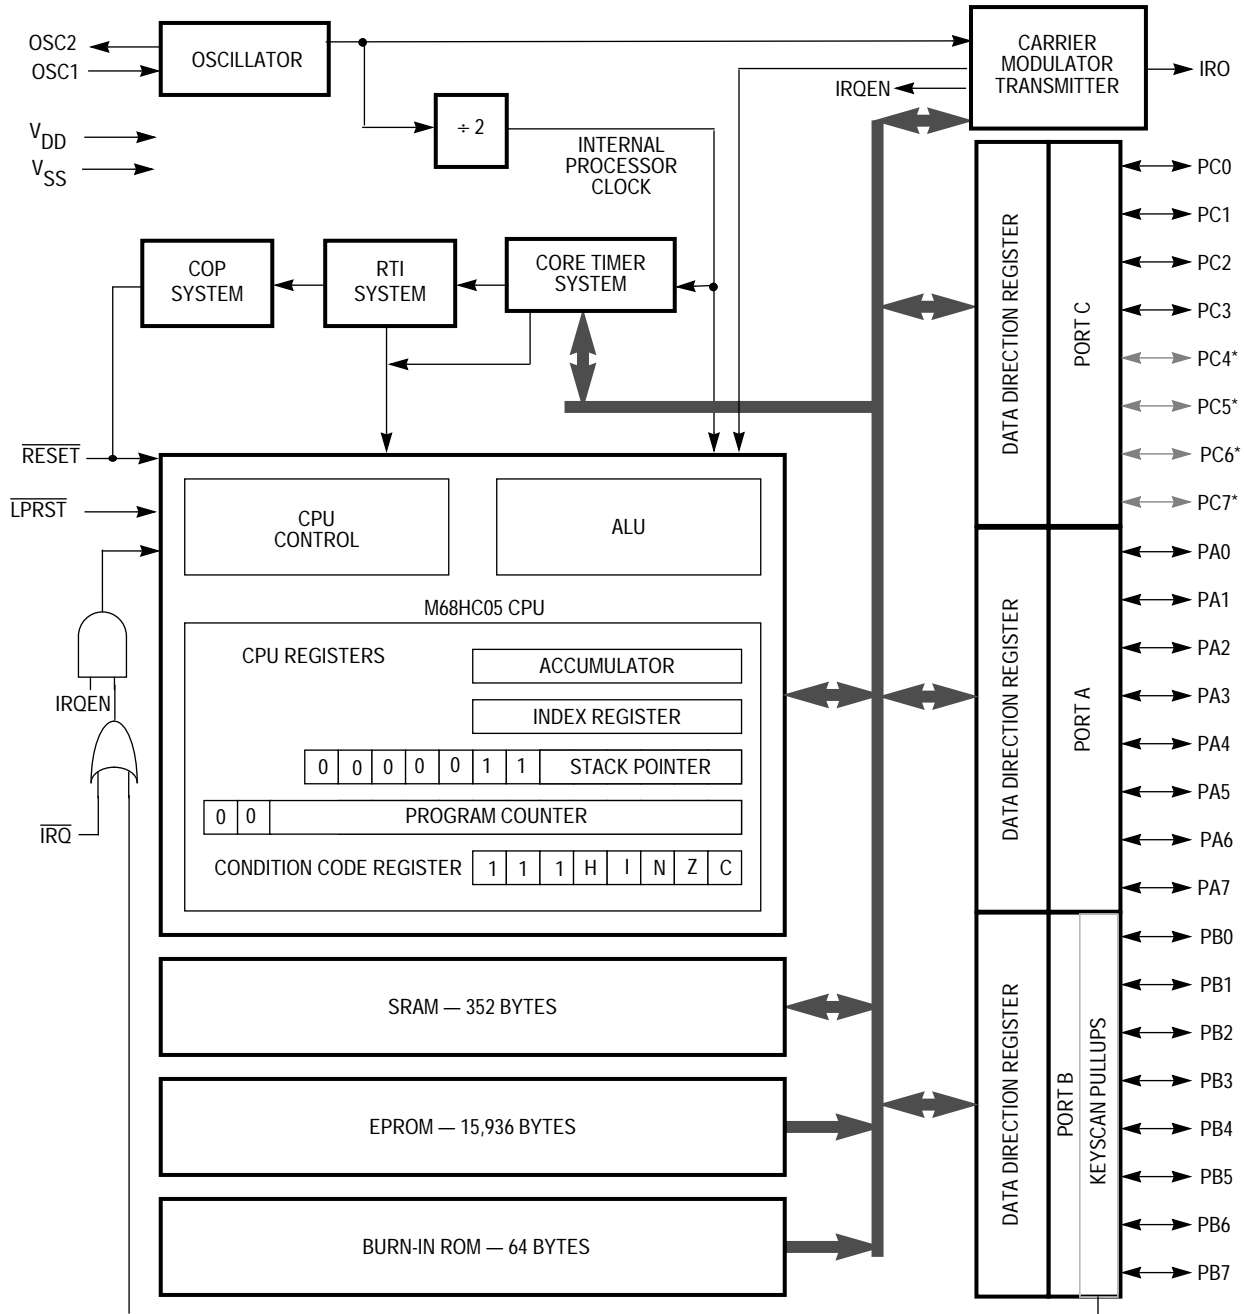 OSC2
OSC1
OSCILLATOR
VDD
VSS
÷ 2
INTERNAL
PROCESSOR
CLOCK
CARRIER
MODULATOR
TRANSMITTER
IRO
IRQEN
COP
SYSTEM
RTI
SYSTEM
CORE TIMER
SYSTEM
RESET
LPRST
CPU
CONTROL
ALU
M68HC05 CPU
CPU REGISTERS
ACCUMULATOR
INDEX REGISTER
0 0 0 0 0 1 1 STACK POINTER
0 0 PROGRAM COUNTER
CONDITION CODE REGISTER 1 1 1 H I N Z C
IRQEN
IRQ
SRAM — 352 BYTES
EPROM — 15,936 BYTES
BURN-IN ROM — 64 BYTES
DATA DIRECTION REGISTER
PORT C
PC0
PC1
PC2
PC3
PC4*
PC5*
PC6*
PC7*
DATA DIRECTION REGISTER
PORT A
PA0
PA1
PA2
PA3
PA4
PA5
PA6
PA7
DATA DIRECTION REGISTER
PORT B
KEYSCAN PULLUPS
PB0
PB1
PB2
PB3
PB4
PB5
PB6
PB7